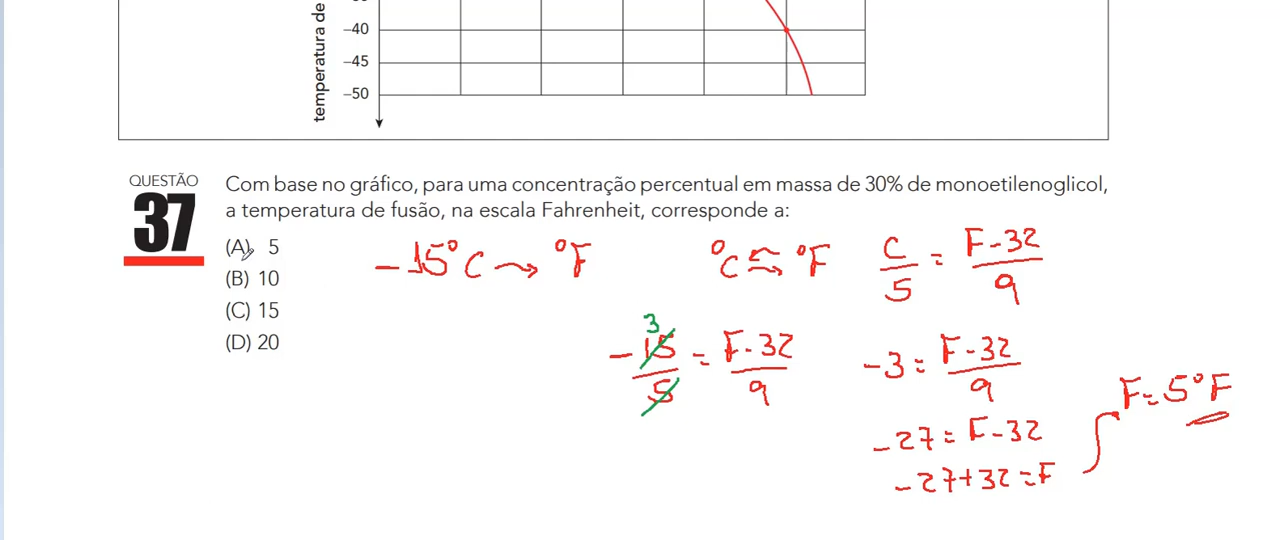 temperatura de
−40
−45
−50
QUESTÃO
37
Com base no gráfico, para uma concentração percentual em massa de 30% de monoetilenoglicol,
a temperatura de fusão, na escala Fahrenheit, corresponde a:
(A) 5
(B) 10
(C) 15
(D) 20
-15°C → °F
°C ⇆ °F
C/5 = F-32/9
3
-15/5 = F-32/9
-3 = F-32/9
-27 = F-32
-27+32 = F
F = 5°F